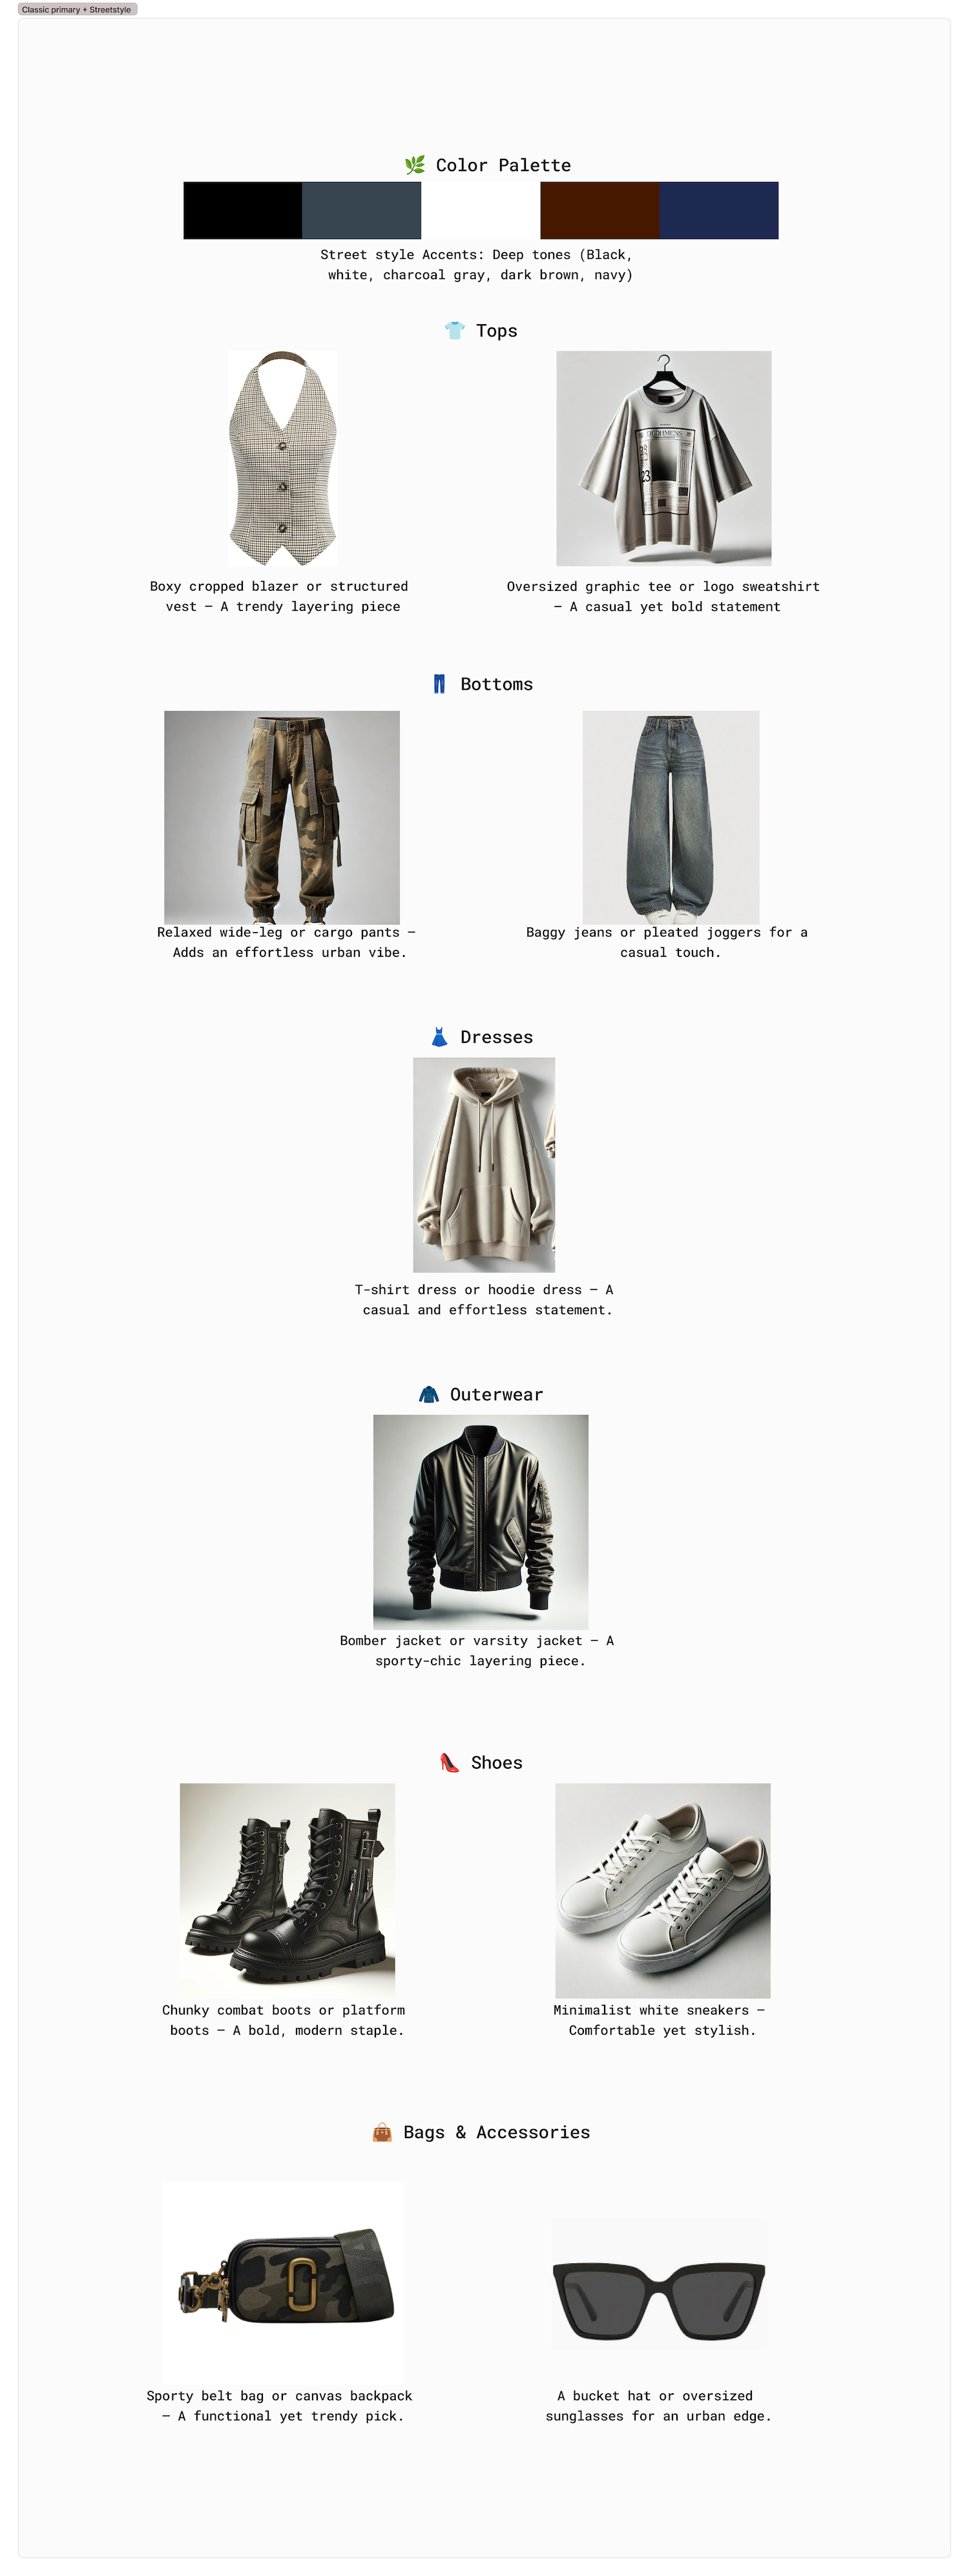 Classic primary + Streetstyle
🌿 Color Palette
Street style Accents: Deep tones (Black,
white, charcoal gray, dark brown, navy)
👕 Tops
23
Boxy cropped blazer or structured
vest – A trendy layering piece
Oversized graphic tee or logo sweatshirt
– A casual yet bold statement
👖 Bottoms
Relaxed wide-leg or cargo pants –
Adds an effortless urban vibe.
Baggy jeans or pleated joggers for a
casual touch.
👗 Dresses
T-shirt dress or hoodie dress – A
casual and effortless statement.
🧥 Outerwear
Bomber jacket or varsity jacket – A
sporty-chic layering piece.
👠 Shoes
Chunky combat boots or platform
boots – A bold, modern staple.
Minimalist white sneakers –
Comfortable yet stylish.
👜 Bags & Accessories
Sporty belt bag or canvas backpack
– A functional yet trendy pick.
A bucket hat or oversized
sunglasses for an urban edge.